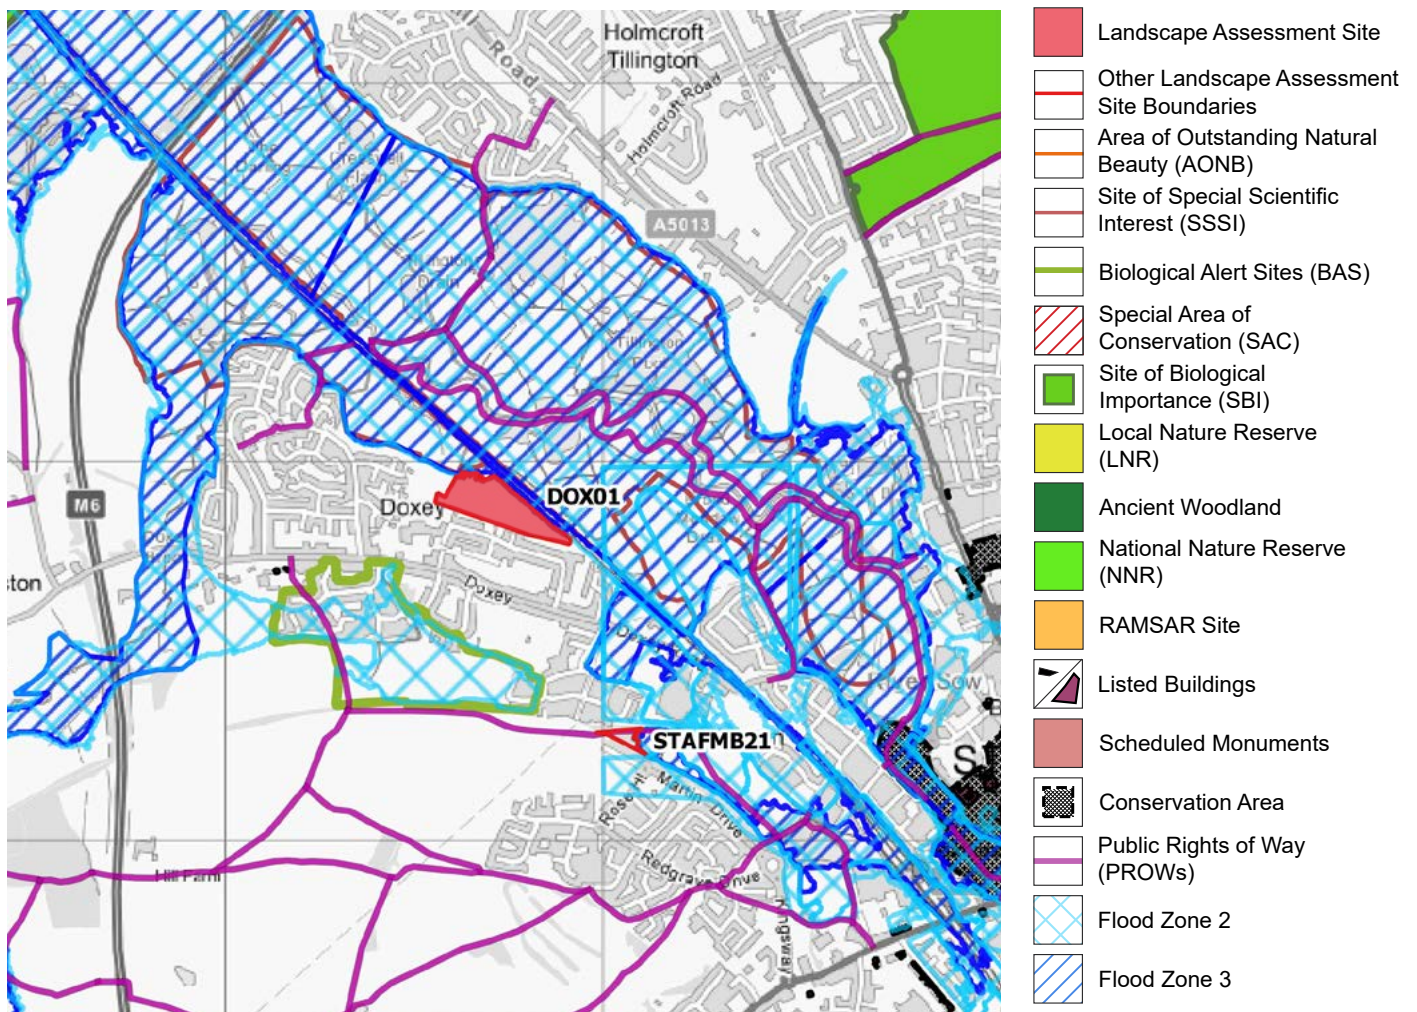 Holmcroft
Tillington
Road
Holmcroft Road
A5013
M6
DOX01
Doxey
Doxey
ston
STAFMB21
Martin Drive
Redgrave Drive
Kingsway
Hill Farm
River Sow
S
Landscape Assessment Site
Other Landscape Assessment
Site Boundaries
Area of Outstanding Natural
Beauty (AONB)
Site of Special Scientific
Interest (SSSI)
Biological Alert Sites (BAS)
Special Area of
Conservation (SAC)
Site of Biological
Importance (SBI)
Local Nature Reserve
(LNR)
Ancient Woodland
National Nature Reserve
(NNR)
RAMSAR Site
Listed Buildings
Scheduled Monuments
Conservation Area
Public Rights of Way
(PROWs)
Flood Zone 2
Flood Zone 3